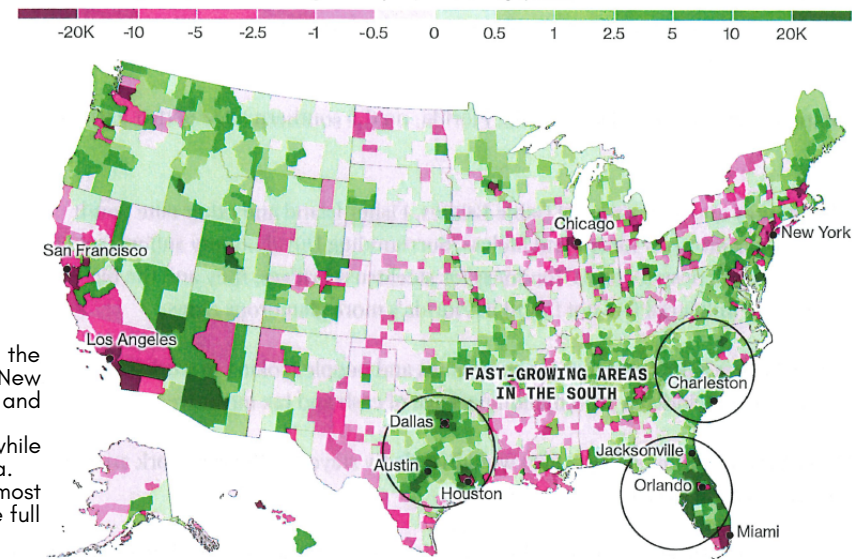 -20K -10 -5 -2.5 -1 -0.5 0 0.5 1 2.5 5 10 20K
Chicago
New York
San Francisco
Los Angeles
the
New
and
while
a.
most
full
FAST-GROWING AREAS
IN THE SOUTH
Charleston
Dallas
Austin
Houston
Jacksonville
Orlando
Miami